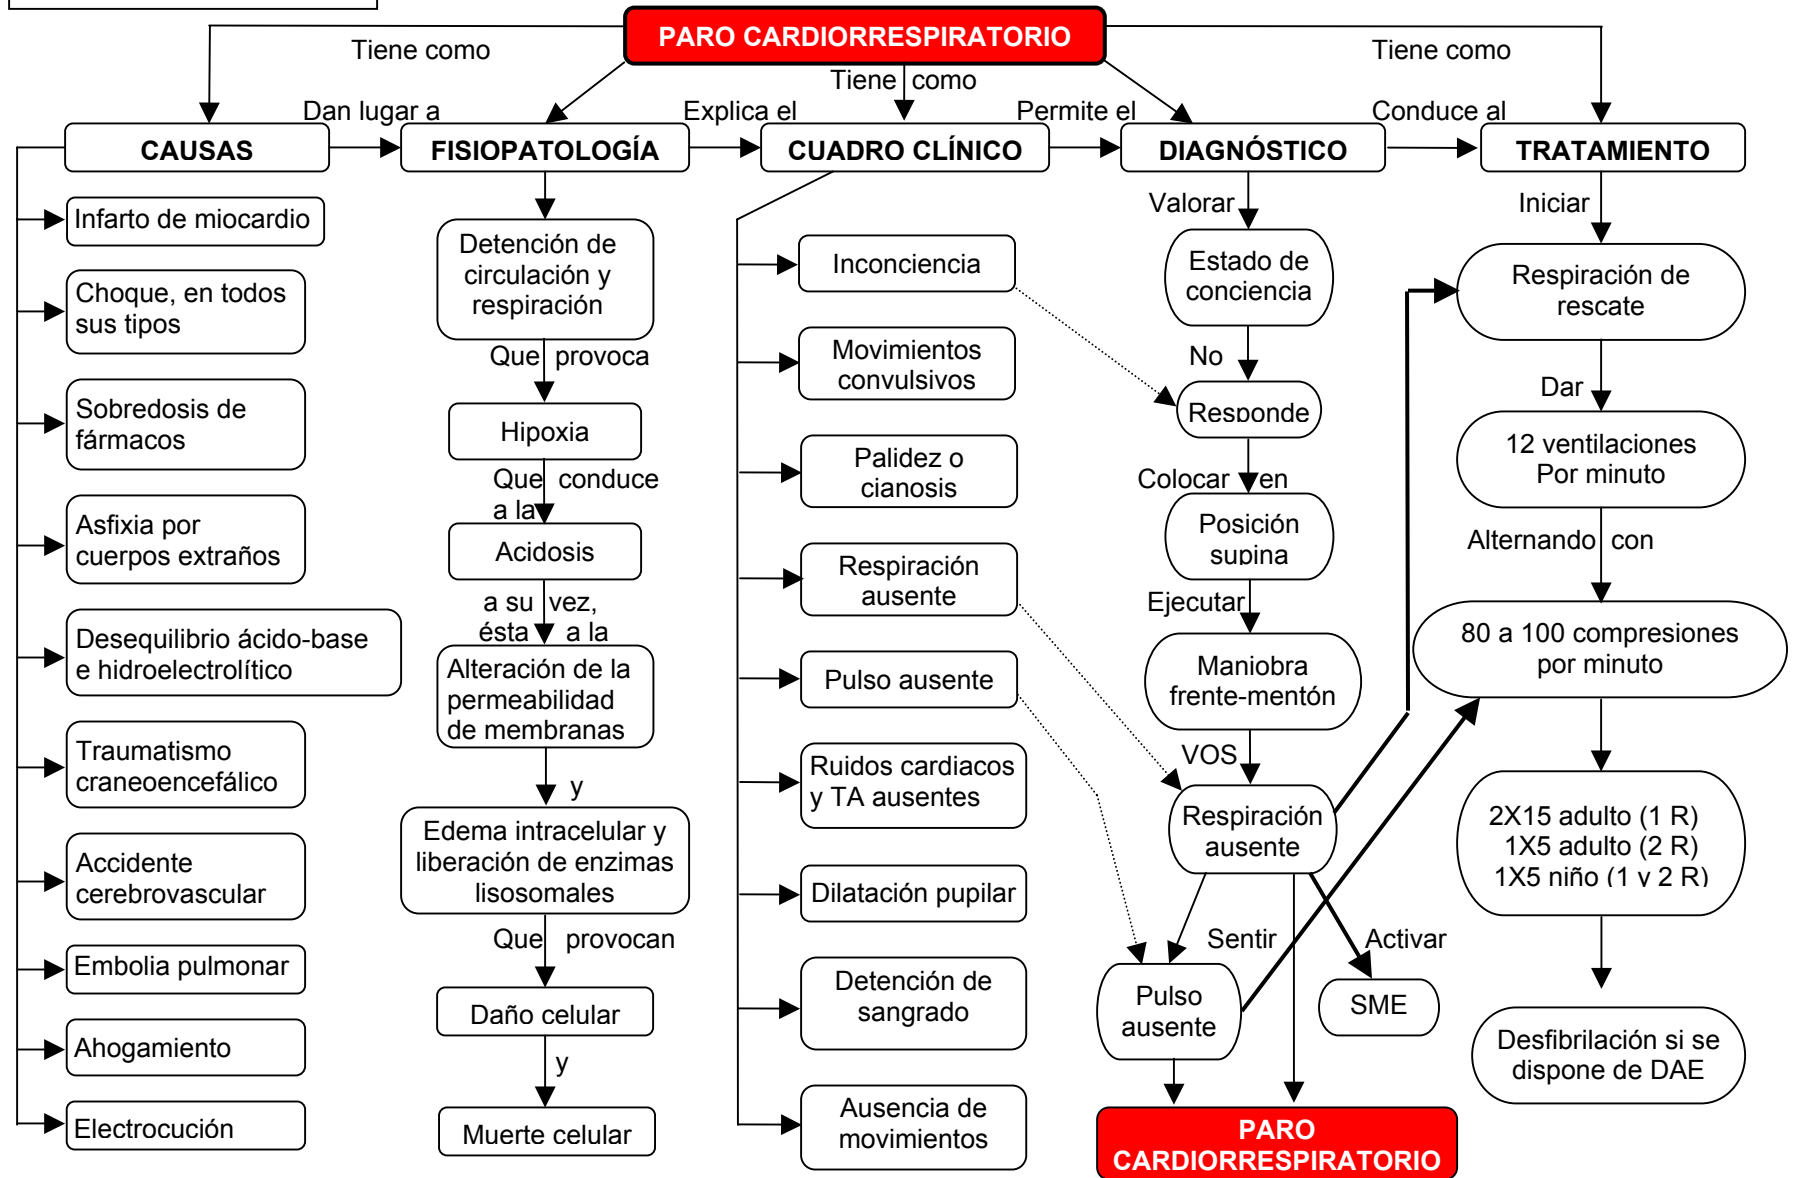 PARO CARDIORRESPIRATORIO
Tiene como
Tiene como
Tiene como
Dan lugar a
Explica el
Permite el
Conduce al
CAUSAS
FISIOPATOLOGÍA
CUADRO CLÍNICO
DIAGNÓSTICO
TRATAMIENTO
Infarto de miocardio
Choque, en todos
sus tipos
Sobredosis de
fármacos
Asfixia por
cuerpos extraños
Desequilibrio ácido-base
e hidroelectrolítico
Traumatismo
craneoencefálico
Accidente
cerebrovascular
Embolia pulmonar
Ahogamiento
Electrocución
Detención de
circulación y
respiración
Que provoca
Hipoxia
Que conduce
a la
Acidosis
a su vez,
ésta a la
Alteración de la
permeabilidad
de membranas
y
Edema intracelular y
liberación de enzimas
lisosomales
Que provocan
Daño celular
y
Muerte celular
Inconciencia
Movimientos
convulsivos
Palidez o
cianosis
Respiración
ausente
Pulso ausente
Ruidos cardiacos
y TA ausentes
Dilatación pupilar
Detención de
sangrado
Ausencia de
movimientos
Valorar
Estado de
conciencia
No
Responde
Colocar en
Posición
supina
Ejecutar
Maniobra
frente-mentón
VOS
Respiración
ausente
Sentir
Activar
Pulso
ausente
SME
PARO
CARDIORRESPIRATORIO
Iniciar
Respiración de
rescate
Dar
12 ventilaciones
Por minuto
Alternando con
80 a 100 compresiones
por minuto
2X15 adulto (1 R)
1X5 adulto (2 R)
1X5 niño (1 y 2 R)
Desfibrilación si se
dispone de DAE